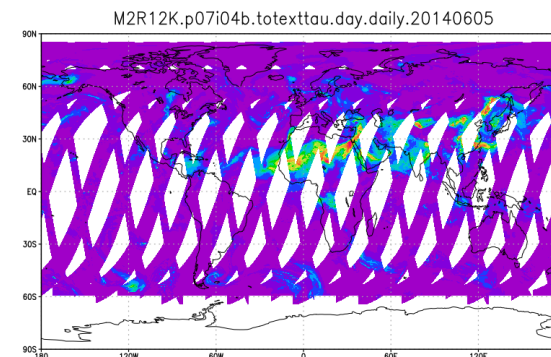 M2R12K.p07i04b.totexttau.day.daily.20140605
90N
60N
30N
EQ
30S
60S
90S
180 120W 60W 0 60E 120E